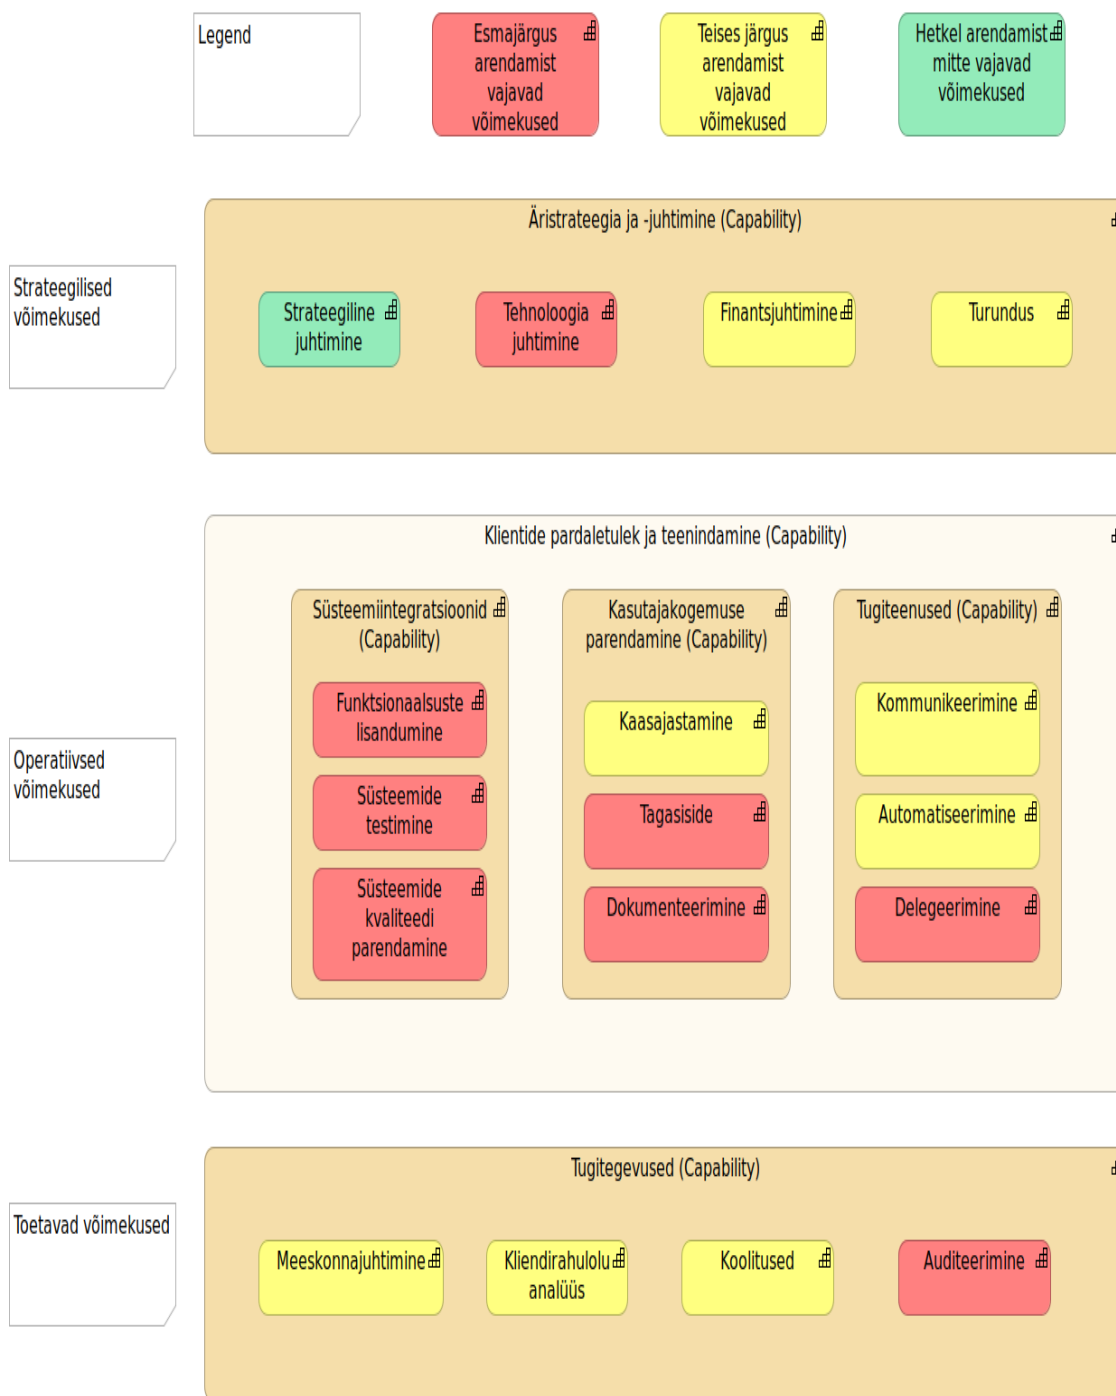 Legend
Esmajärgus
arendamist
vajavad
võimekused
Teises järgus
arendamist
vajavad
võimekused
Hetkel arendamist
mitte vajavad
võimekused
Äristrateegia ja -juhtimine (Capability)
Strateegilised
võimekused
Strateegiline
juhtimine
Tehnoloogia
juhtimine
Finantsjuhtimine
Turundus
Klientide pardaletulek ja teenindamine (Capability)
Operatiivsed
võimekused
Süsteemiintegratsioonid
(Capability)
Funktsionaalsuste
lisandumine
Süsteemide
testimine
Süsteemide
kvaliteedi
parendamine
Kasutajakogemuse
parendamine (Capability)
Kaasajastamine
Tagasiside
Dokumenteerimine
Tugiteenused (Capability)
Kommunikeerimine
Automatiseerimine
Delegeerimine
Tugitegevused (Capability)
Toetavad võimekused
Meeskonnajuhtimine
Kliendirahulolu
analüüs
Koolitused
Auditeerimine